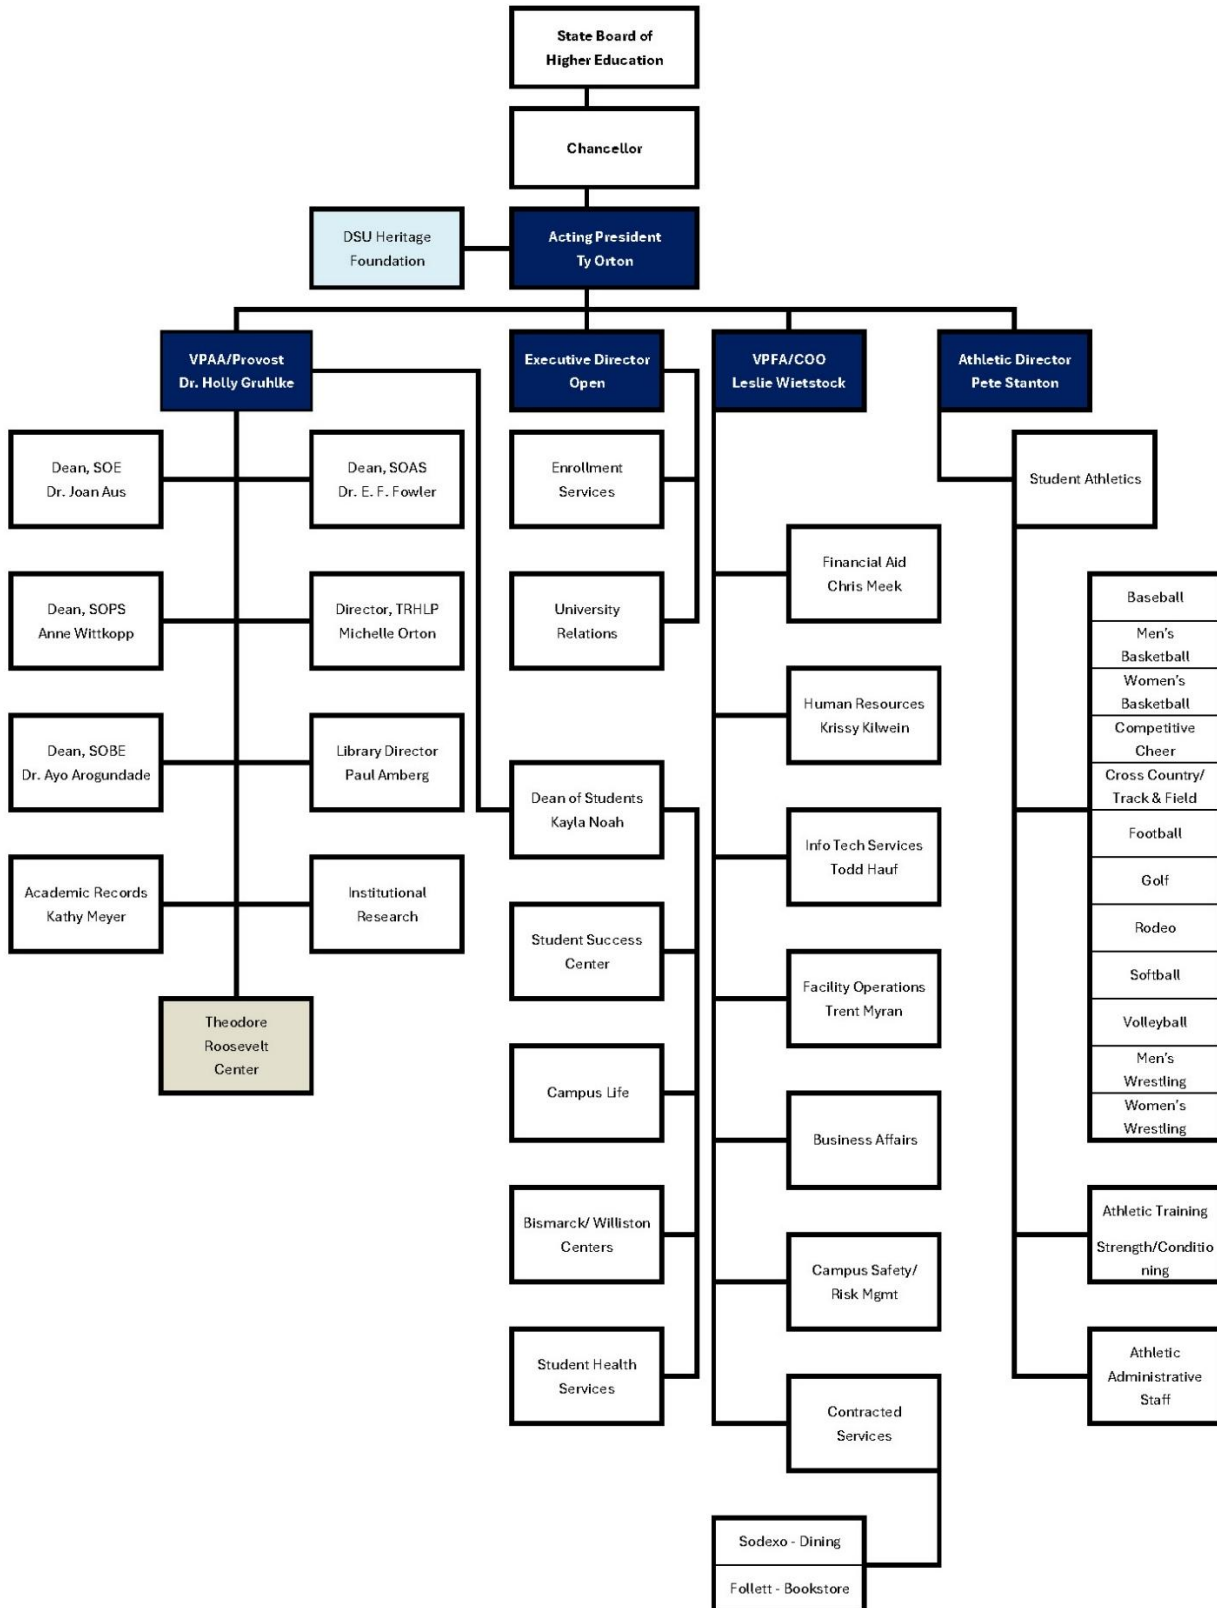 State Board of
Higher Education
Chancellor
DSU Heritage
Foundation
Acting President
Ty Orton
VPAA/Provost
Dr. Holly Gruhlke
Executive Director
Open
VPFA/COO
Leslie Wietstock
Athletic Director
Pete Stanton
Dean, SOE
Dr. Joan Aus
Dean, SOAS
Dr. E. F. Fowler
Dean, SOPS
Anne Wittkopp
Director, TRHLP
Michelle Orton
Dean, SOBE
Dr. Ayo Arogundade
Library Director
Paul Amberg
Academic Records
Kathy Meyer
Institutional
Research
Theodore
Roosevelt
Center
Enrollment
Services
University
Relations
Dean of Students
Kayla Noah
Student Success
Center
Campus Life
Bismarck/ Williston
Centers
Student Health
Services
Financial Aid
Chris Meek
Human Resources
Krissy Kilwein
Info Tech Services
Todd Hauf
Facility Operations
Trent Myran
Business Affairs
Campus Safety/
Risk Mgmt
Contracted
Services
Sodexo - Dining
Follett - Bookstore
Student Athletics
Baseball
Men's
Basketball
Women's
Basketball
Competitive
Cheer
Cross Country/
Track & Field
Football
Golf
Rodeo
Softball
Volleyball
Men's
Wrestling
Women's
Wrestling
Athletic Training
Strength/Conditio
ning
Athletic
Administrative
Staff